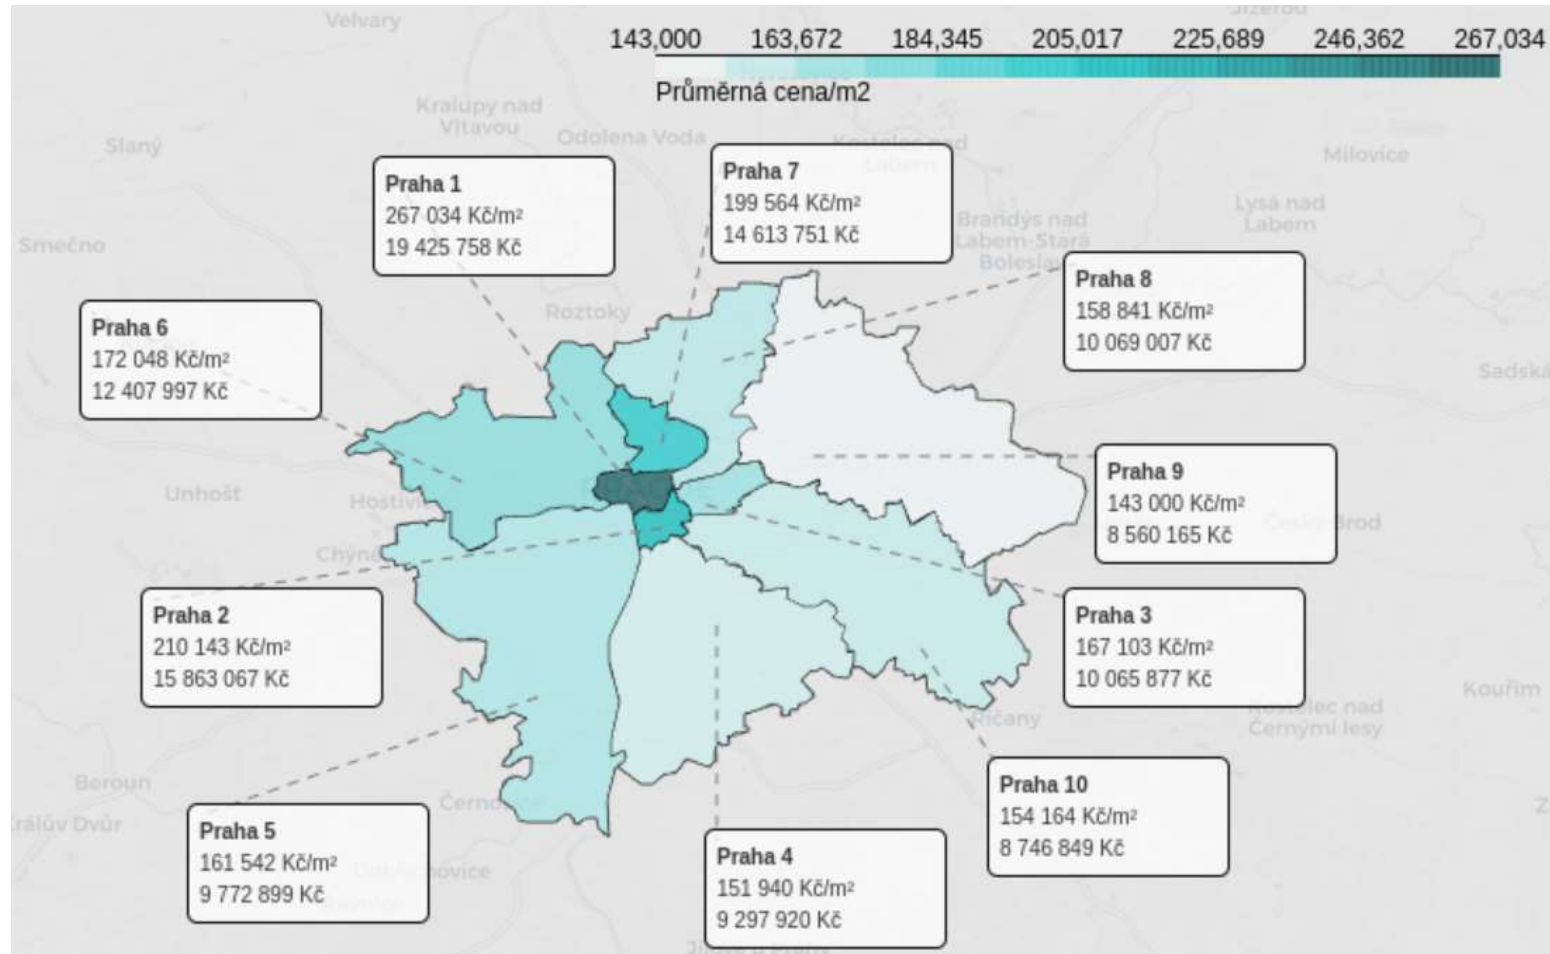 Velvary
143,000 163,672 184,345 205,017 225,689 246,362 267,034
Průměrná cena/m2
Kralupy nad
Vltavou
Odolena Voda
Slaný
Milovice
Praha 1
267 034 Kč/m²
19 425 758 Kč
Praha 7
199 564 Kč/m²
14 613 751 Kč
Brandýs nad
Labem-Stará
Boleslav
Lysá nad
Labem
Smečno
Praha 8
158 841 Kč/m²
10 069 007 Kč
Roztoky
Praha 6
172 048 Kč/m²
12 407 997 Kč
Sadská
Unhošť
Praha 9
143 000 Kč/m²
8 560 165 Kč
Praha 2
210 143 Kč/m²
15 863 067 Kč
Praha 3
167 103 Kč/m²
10 065 877 Kč
Kouřim
Kostelec nad
Černými lesy
Říčany
Beroun
Praha 10
154 164 Kč/m²
8 746 849 Kč
Praha 5
161 542 Kč/m²
9 772 899 Kč
Praha 4
151 940 Kč/m²
9 297 920 Kč